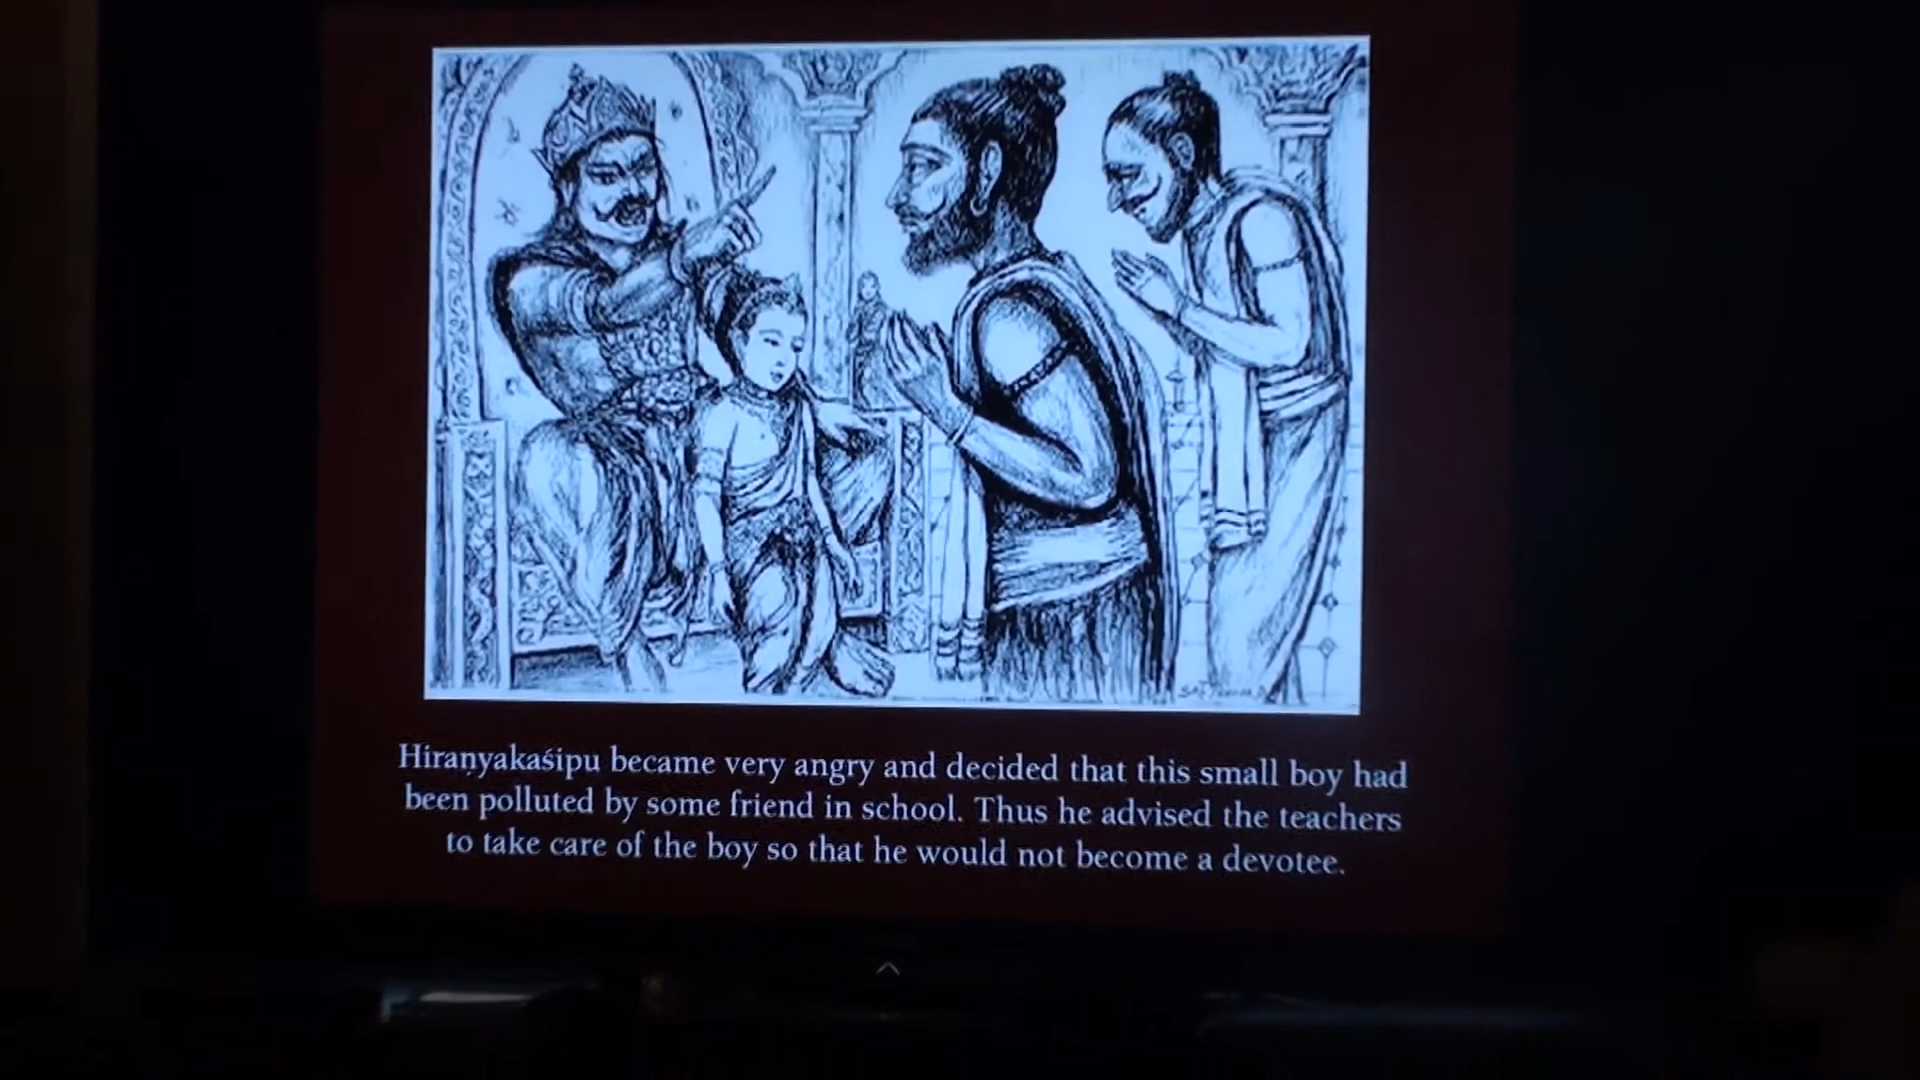 Hiraṇyakaśipu became very angry and decided that this small boy had
been polluted by some friend in school. Thus he advised the teachers
to take care of the boy so that he would not become a devotee.